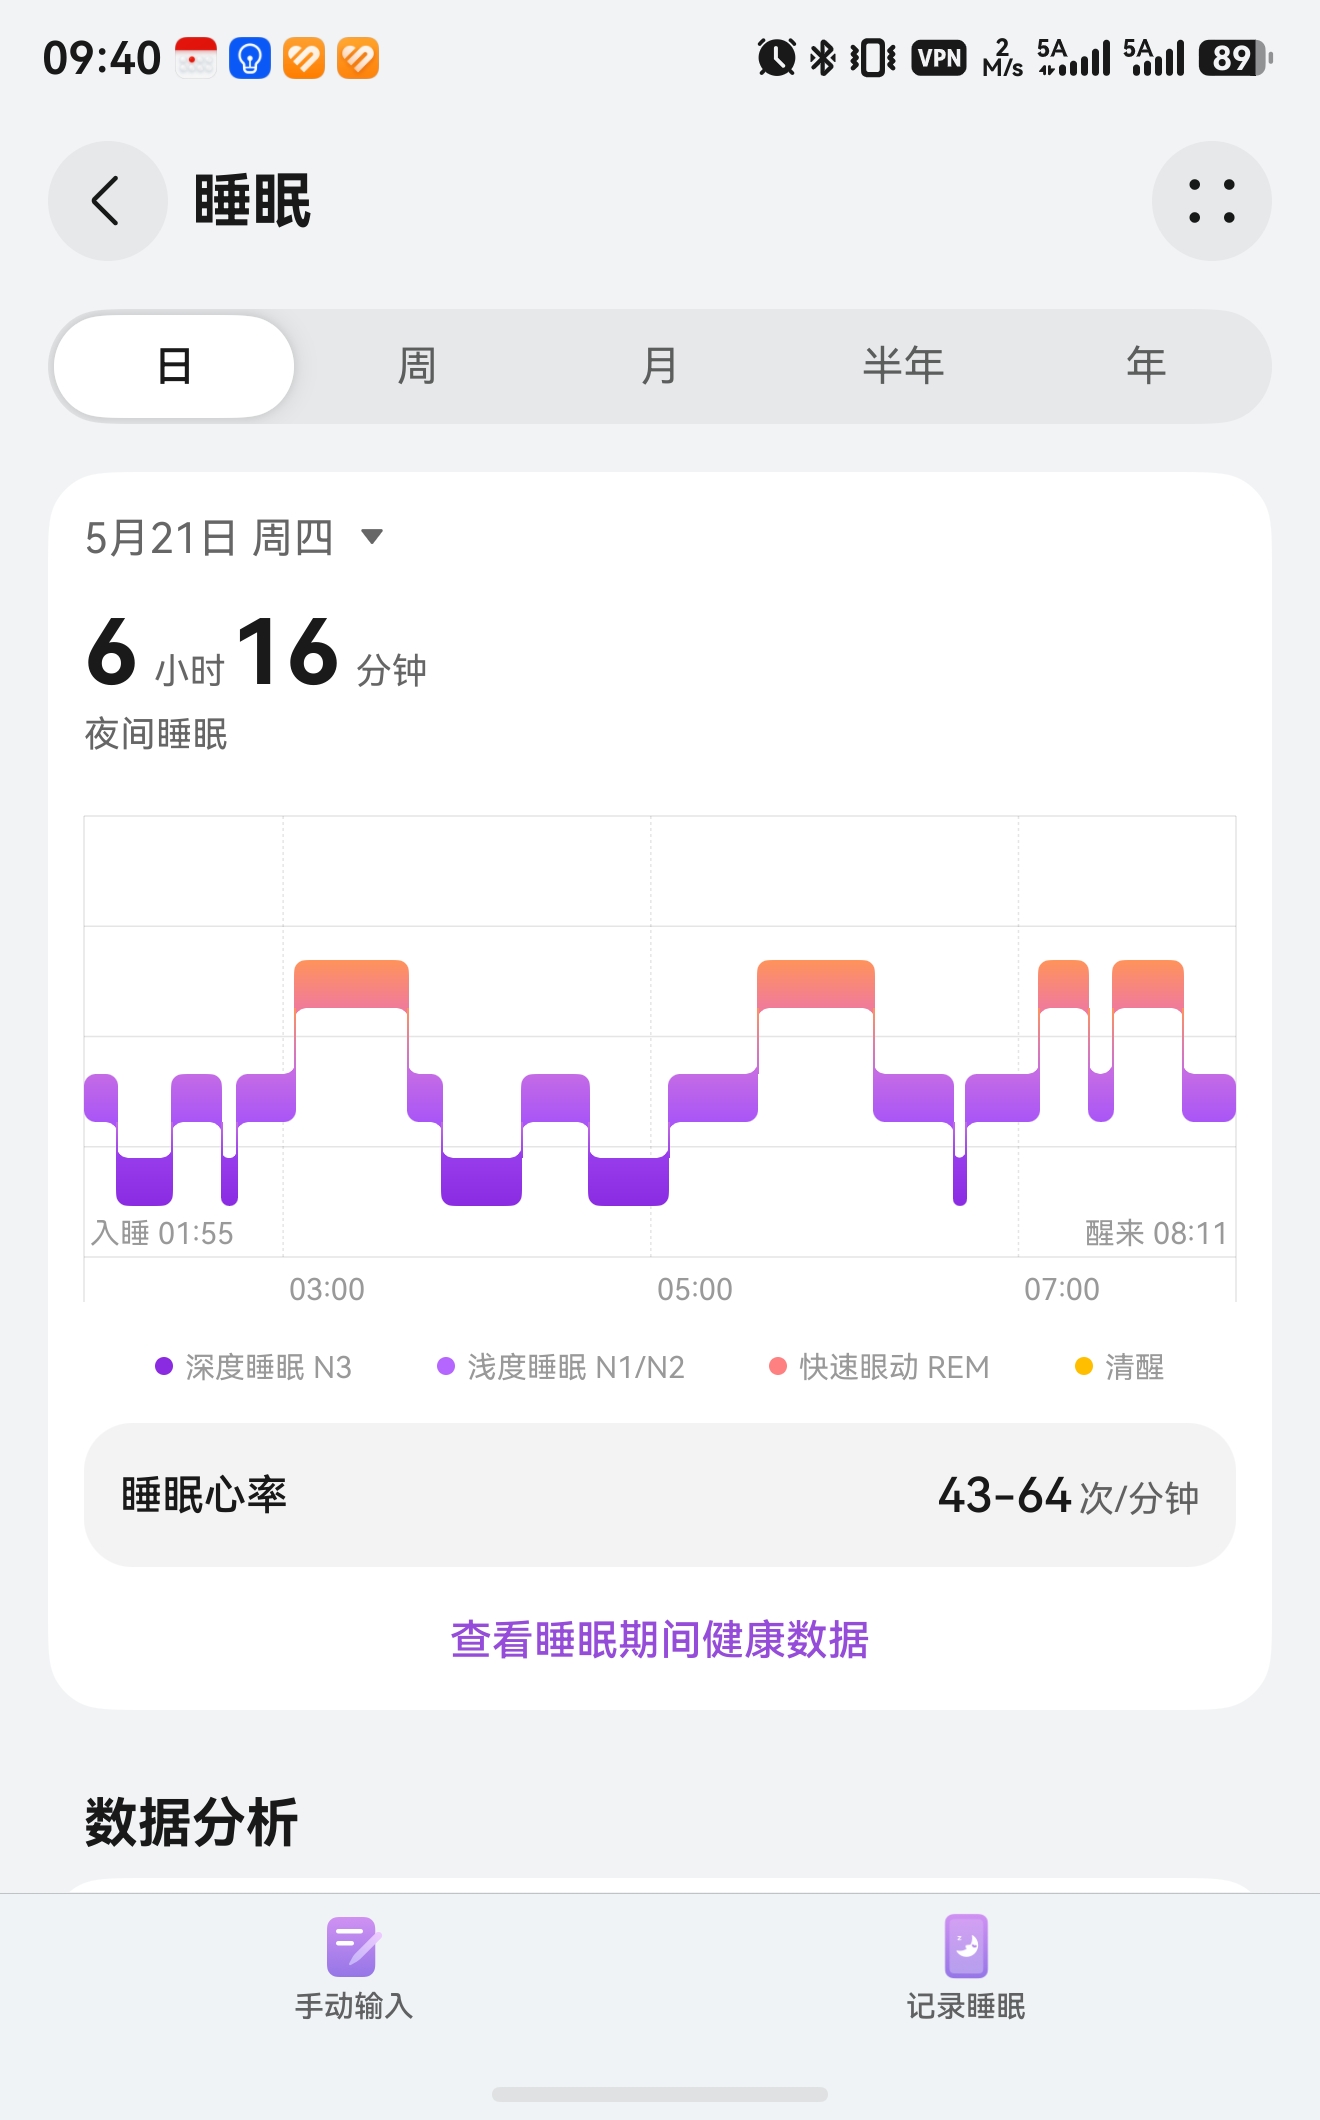 09:40 VPN 2 M/s 5A 5A 89
睡眠
日 周 月 半年 年
5月21日 周四
6 小时 16 分钟
夜间睡眠
入睡 01:55 醒来 08:11
03:00 05:00 07:00
深度睡眠 N3 浅度睡眠 N1/N2 快速眼动 REM 清醒
睡眠心率 43-64 次/分钟
查看睡眠期间健康数据
数据分析
手动输入 记录睡眠